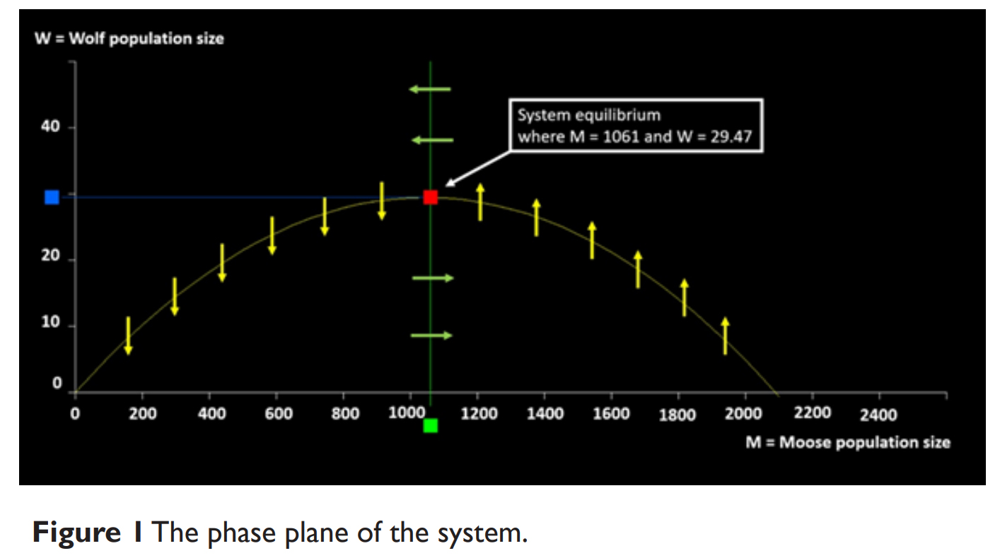 W = Wolf population size
System equilibrium
where M = 1061 and W = 29.47
40
20
10
0
0 200 400 600 800 1000 1200 1400 1600 1800 2000 2200 2400
M = Moose population size
Figure 1 The phase plane of the system.